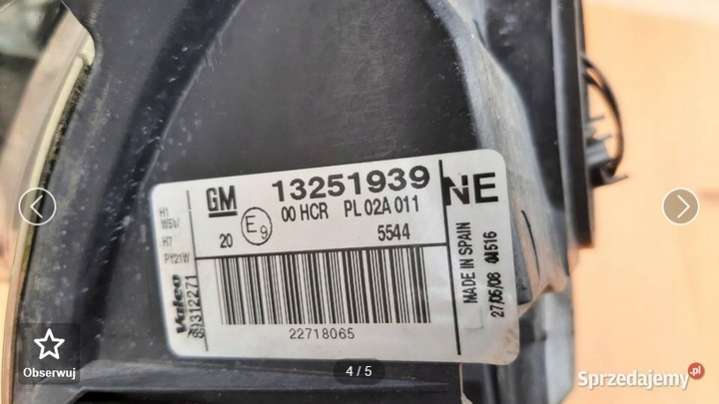 GM 13251939 NE
00 HCR PL 02A 011
20 E9 5544
H1
W5W
H7
PY21W
Valeo
89312271
22718065
MADE IN SPAIN
27/06/08 04516
Obserwuj
4 / 5
Sprzedajemy.pl